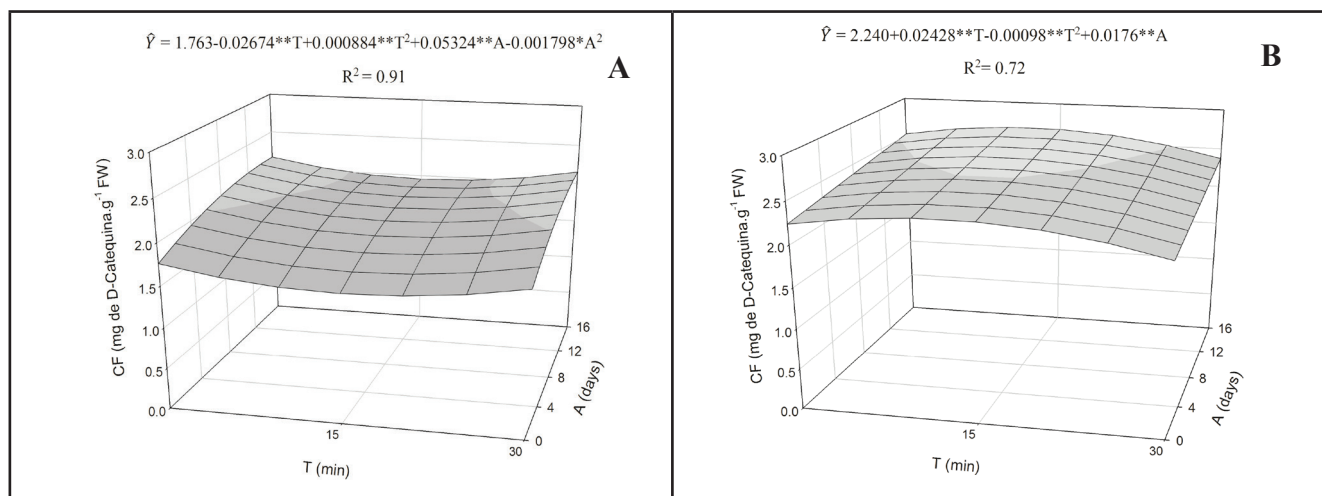 Ŷ = 1.763-0.02674**T+0.000884**T²+0.05324**A-0.001798*A²
R² = 0.91
A
3.0
2.5
2.0
1.5
1.0
0.5
0.0
CF (mg de D-Catequina.g⁻¹ FW)
15
30
T (min)
0
4
8
12
16
A (days)
Ŷ = 2.240+0.02428**T-0.00098**T²+0.0176**A
R² = 0.72
B
3.0
2.5
2.0
1.5
1.0
0.5
0.0
CF (mg de D-Catequina.g⁻¹ FW)
15
30
T (min)
0
4
8
12
16
A (days)